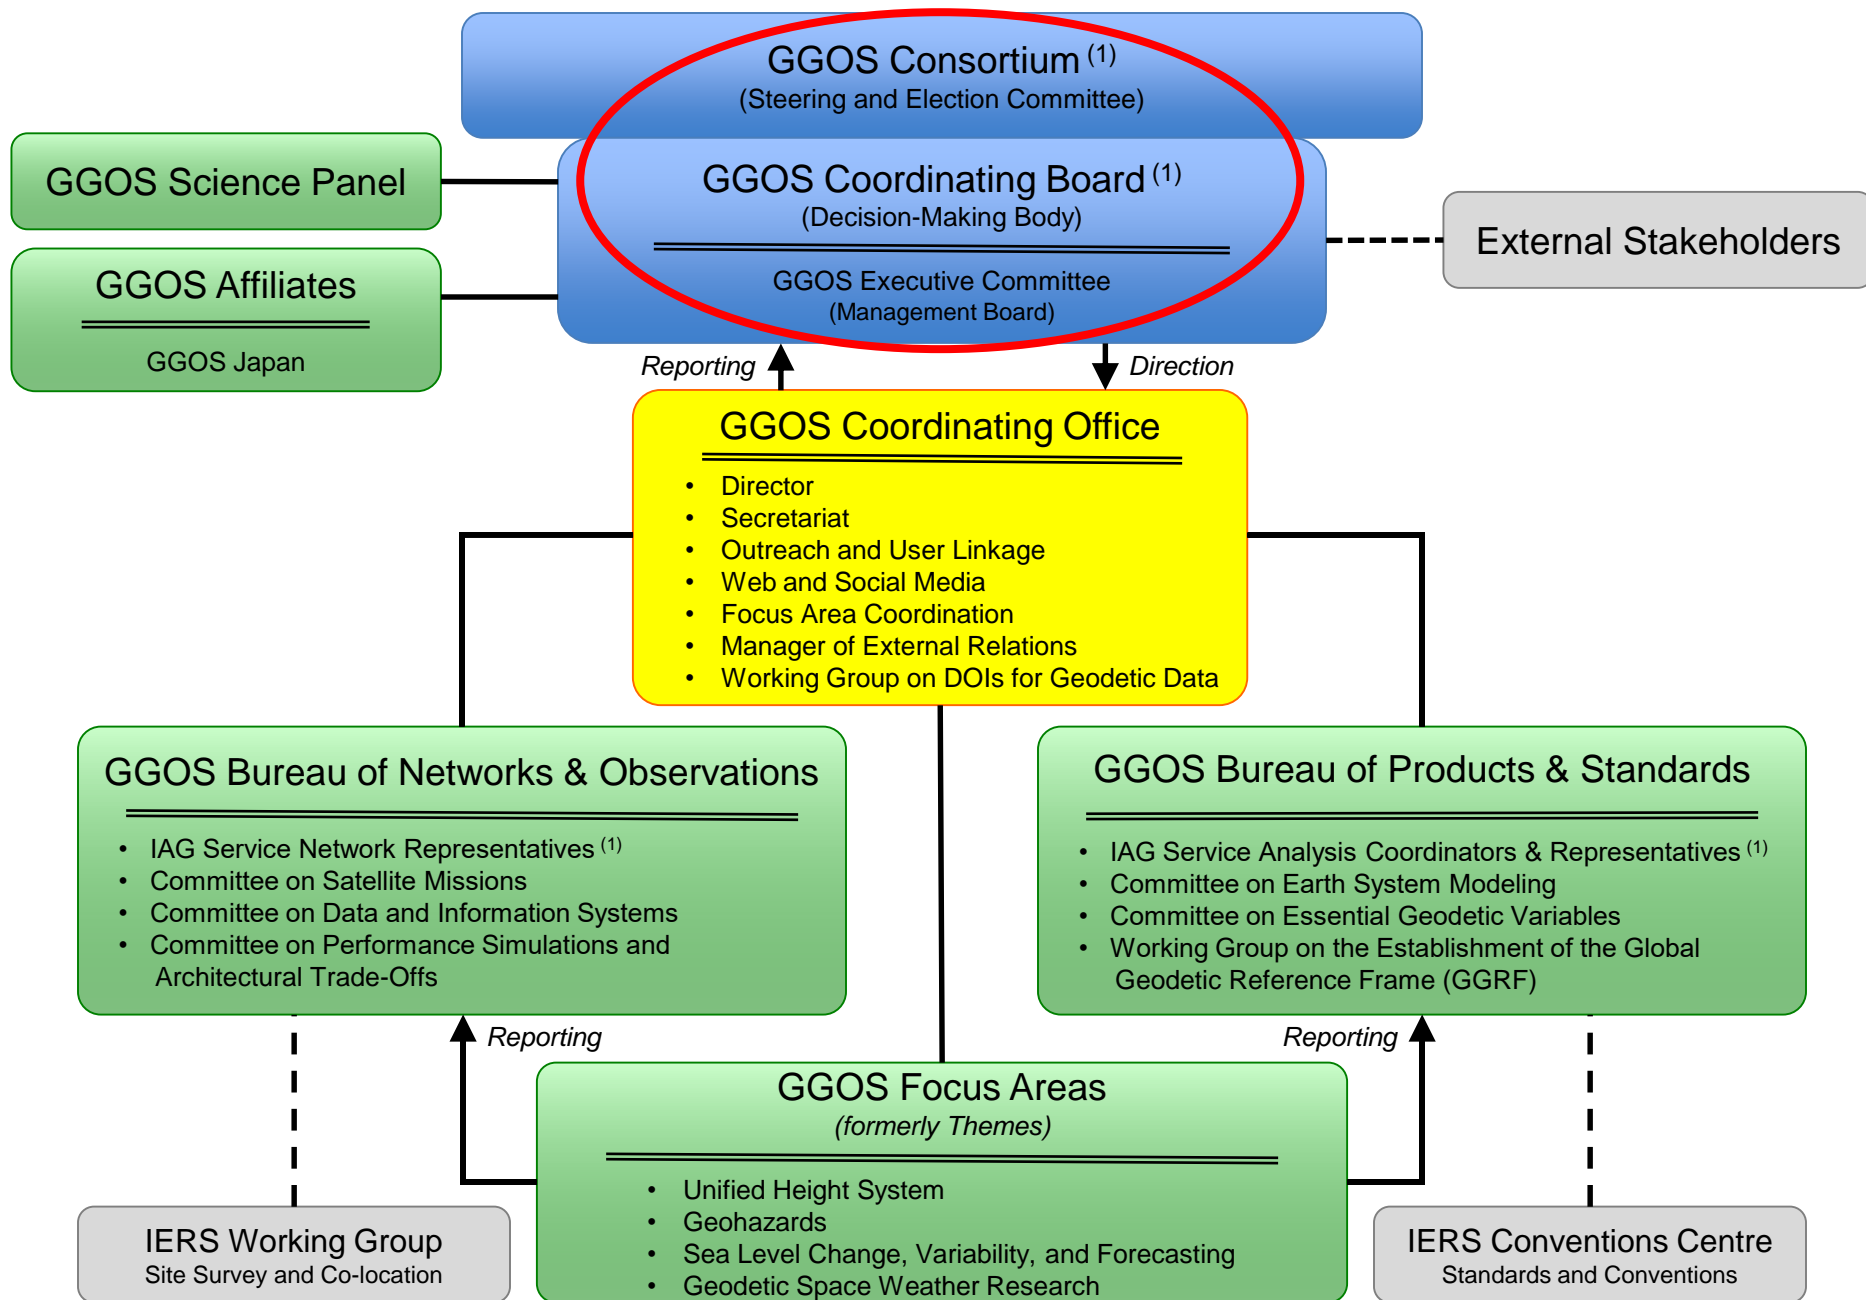 GGOS Consortium (1)
(Steering and Election Committee)
GGOS Science Panel
GGOS Coordinating Board (1)
(Decision-Making Body)
GGOS Executive Committee
(Management Board)
External Stakeholders
GGOS Affiliates
GGOS Japan
Reporting
Direction
GGOS Coordinating Office
• Director
• Secretariat
• Outreach and User Linkage
• Web and Social Media
• Focus Area Coordination
• Manager of External Relations
• Working Group on DOIs for Geodetic Data
GGOS Bureau of Networks & Observations
• IAG Service Network Representatives (1)
• Committee on Satellite Missions
• Committee on Data and Information Systems
• Committee on Performance Simulations and
Architectural Trade-Offs
GGOS Bureau of Products & Standards
• IAG Service Analysis Coordinators & Representatives (1)
• Committee on Earth System Modeling
• Committee on Essential Geodetic Variables
• Working Group on the Establishment of the Global
Geodetic Reference Frame (GGRF)
Reporting
Reporting
GGOS Focus Areas
(formerly Themes)
• Unified Height System
• Geohazards
• Sea Level Change, Variability, and Forecasting
• Geodetic Space Weather Research
IERS Working Group
Site Survey and Co-location
IERS Conventions Centre
Standards and Conventions